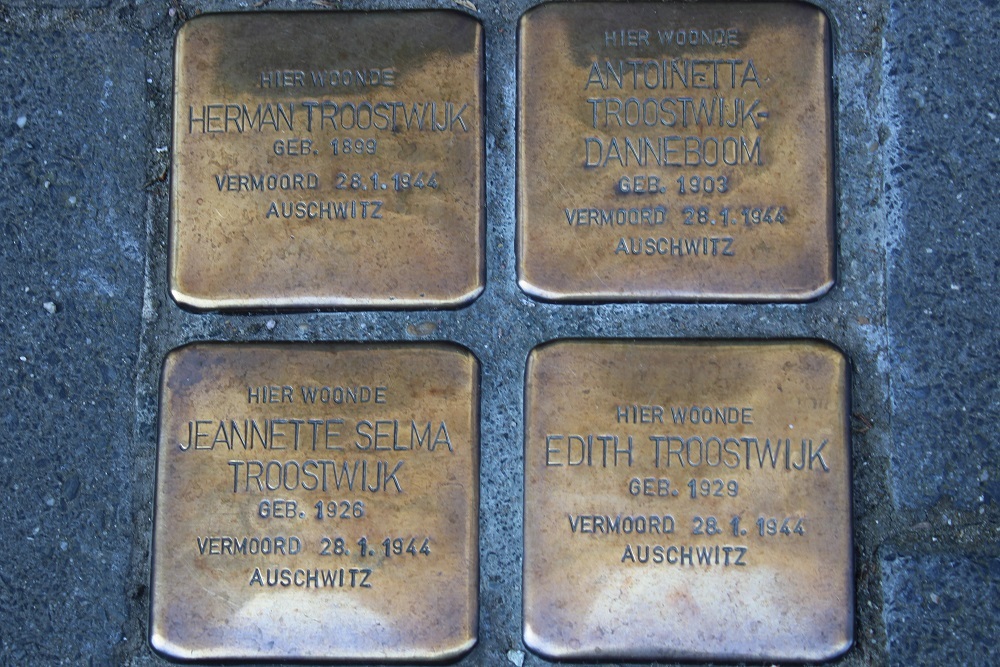 HIER WOONDE
HERMAN TROOSTWIJK
GEB. 1899
VERMOORD 28.1.1944
AUSCHWITZ
HIER WOONDE
ANTOINETTA
TROOSTWIJK-
DANNEBOOM
GEB. 1903
VERMOORD 28.1.1944
AUSCHWITZ
HIER WOONDE
JEANNETTE SELMA
TROOSTWIJK
GEB. 1926
VERMOORD 28.1.1944
AUSCHWITZ
HIER WOONDE
EDITH TROOSTWIJK
GEB. 1929
VERMOORD 28.1.1944
AUSCHWITZ